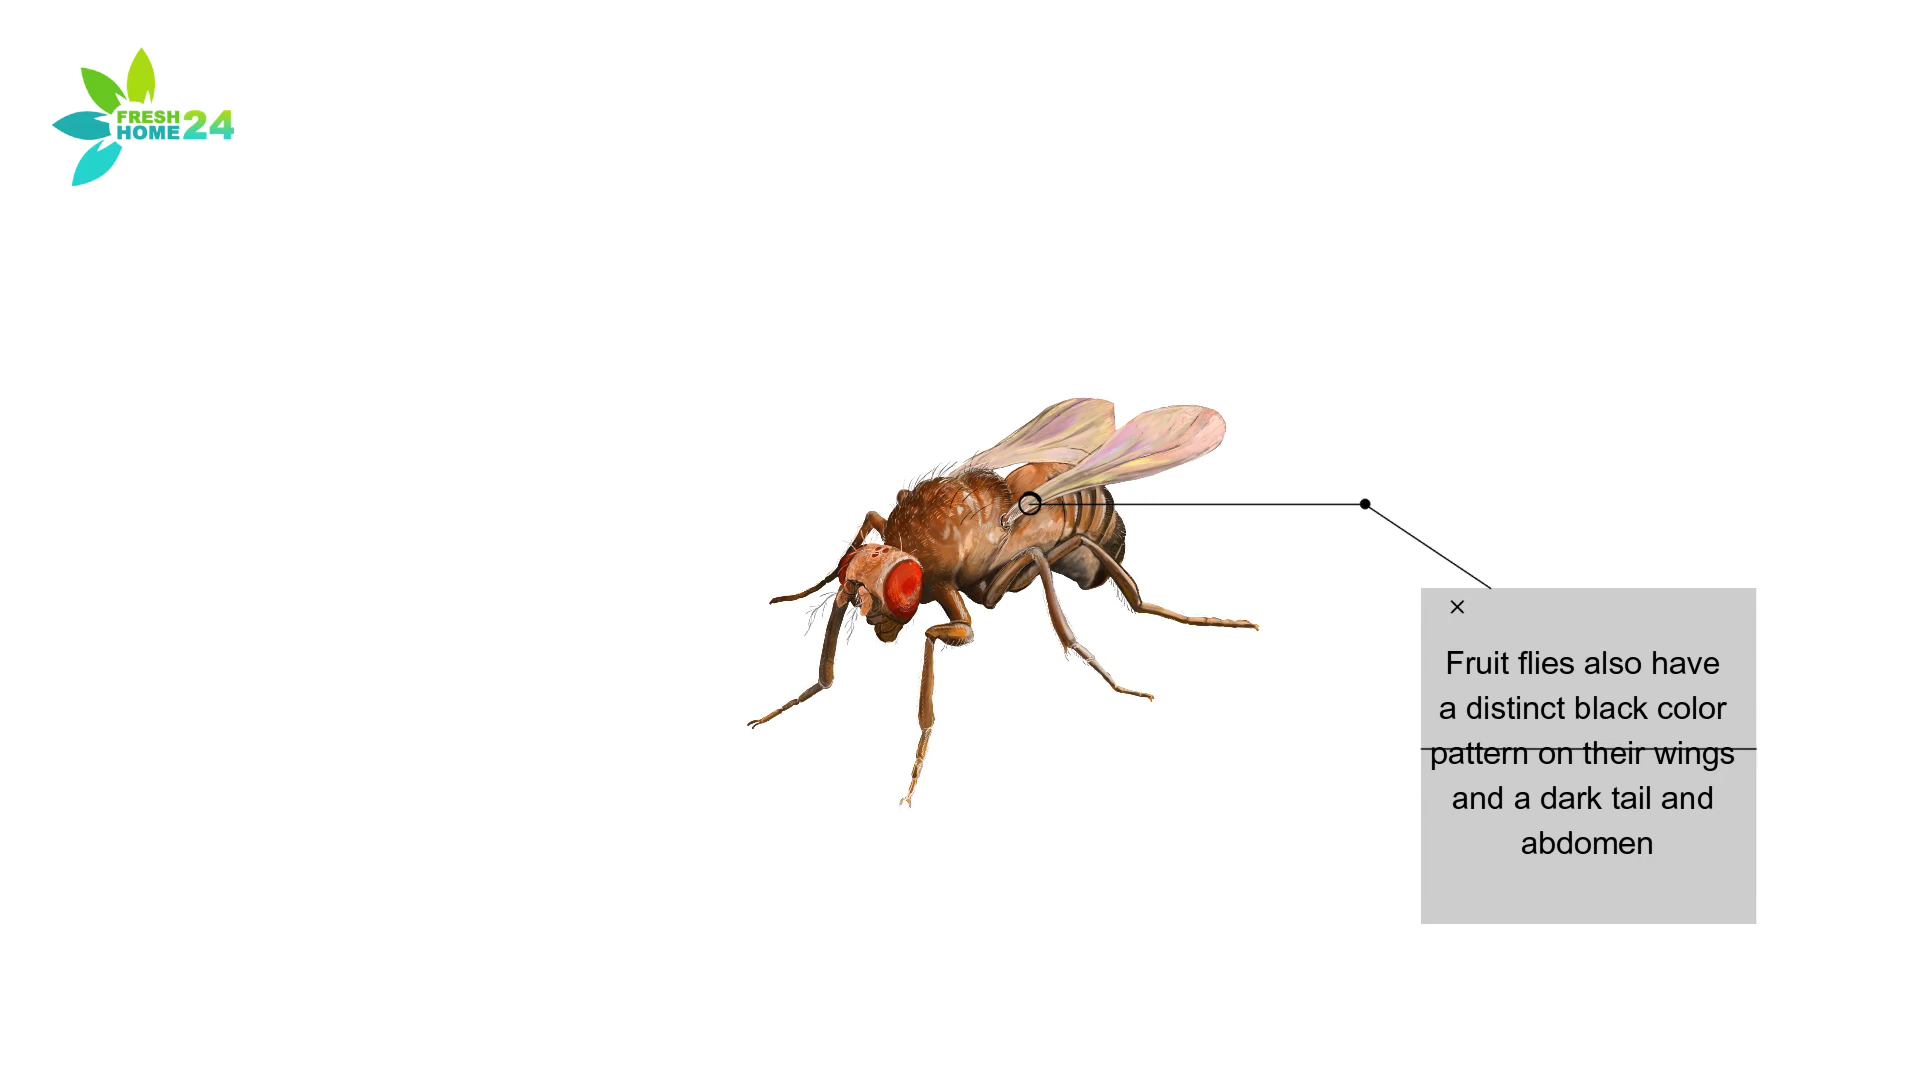 FRESH
HOME 24
Fruit flies also have
a distinct black color
pattern on their wings
and a dark tail and
abdomen